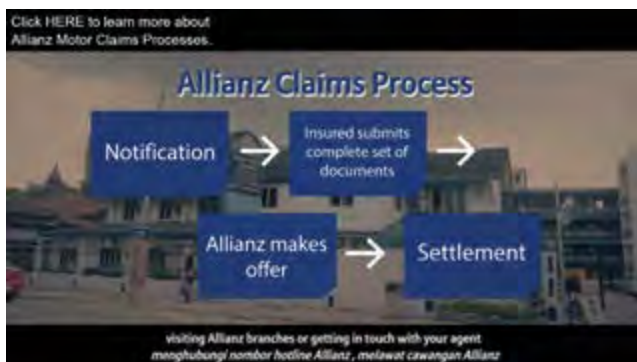 Click HERE to learn more about
Allianz Motor Claims Processes.
Allianz Claims Process
Notification
Insured submits
complete set of
documents
Allianz makes
offer
Settlement
visiting Allianz branches or getting in touch with your agent
menghubungi nombor hotline Allianz , melawat cawangan Allianz